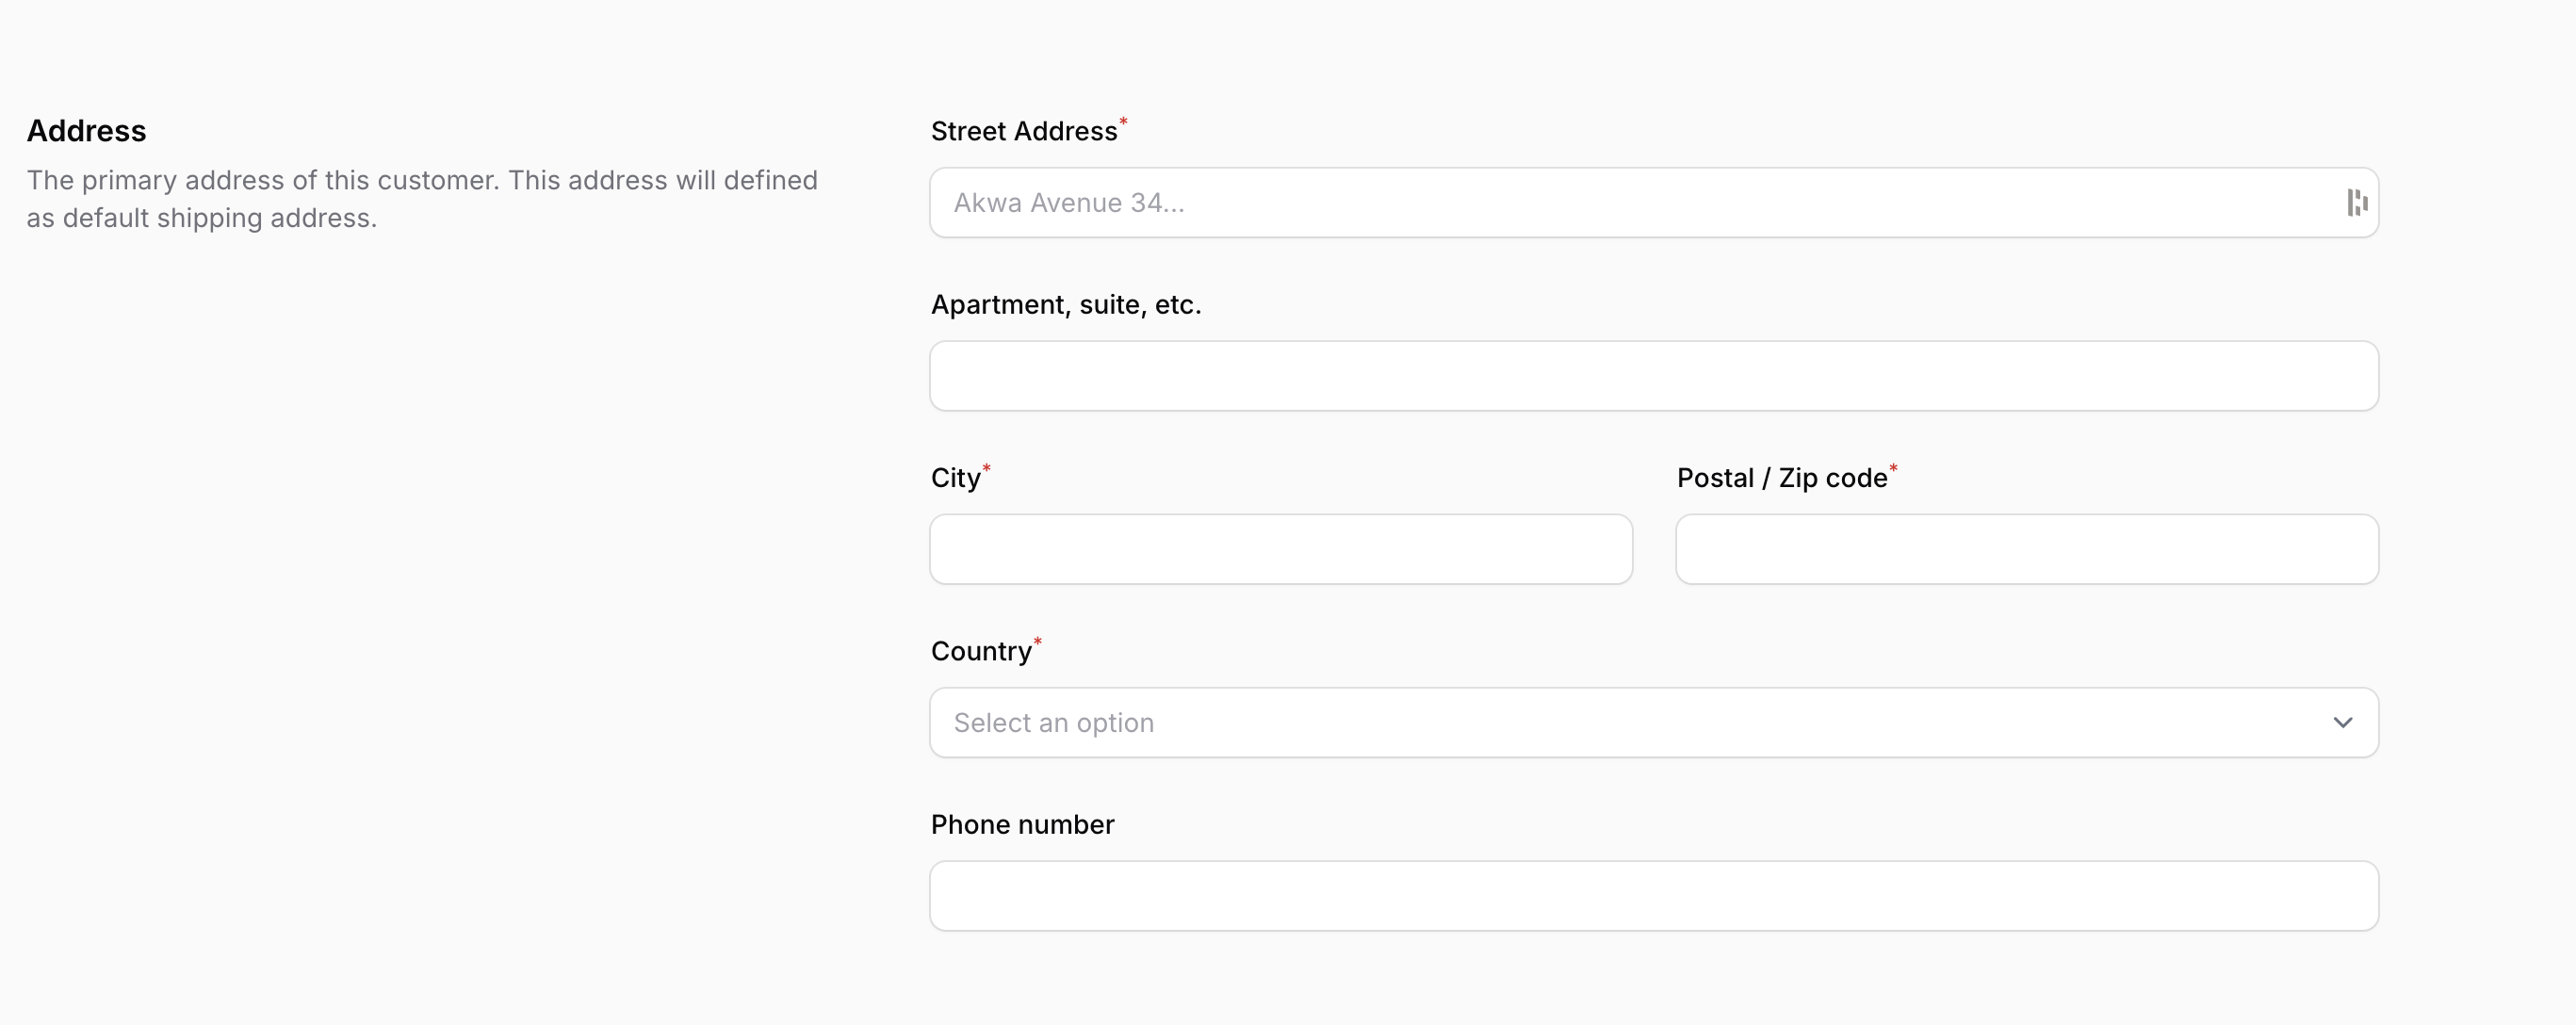 Address
The primary address of this customer. This address will defined
as default shipping address.
Street Address*
Akwa Avenue 34...
Apartment, suite, etc.
City*
Postal / Zip code*
Country*
Select an option
Phone number